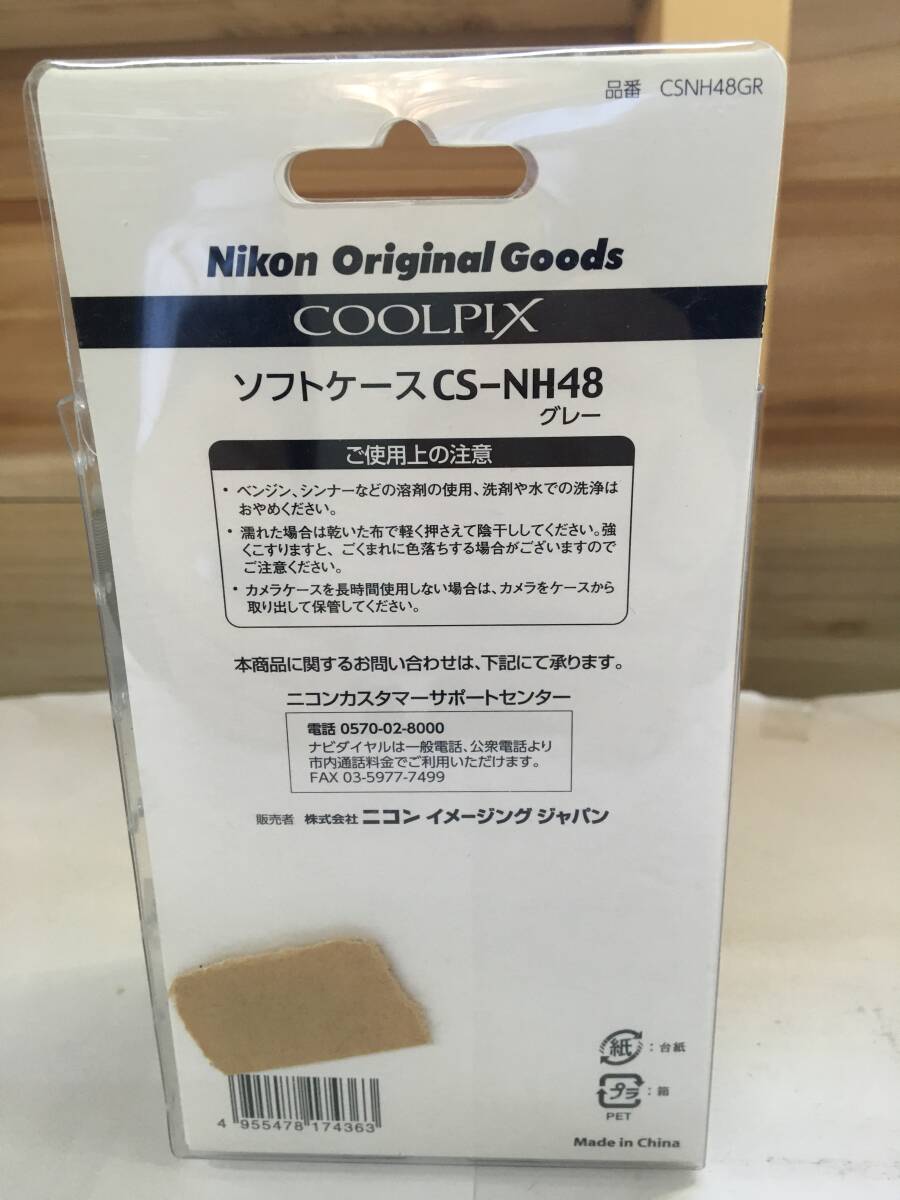 品番 CSNH48GR
Nikon Original Goods
COOLPIX
ソフトケース CS-NH48
グレー
ご使用上の注意
・ベンジン、シンナーなどの溶剤の使用、洗剤や水での洗浄は
おやめください。
・濡れた場合は乾いた布で軽く押さえて陰干ししてください。強
くこすりますと、ごくまれに色落ちする場合がございますので
ご注意ください。
・カメラケースを長時間使用しない場合は、カメラをケースから
取り出して保管してください。
本商品に関するお問い合わせは、下記にて承ります。
ニコンカスタマーサポートセンター
電話 0570-02-8000
ナビダイヤルは一般電話、公衆電話より
市内通話料金でご利用いただけます。
FAX 03-5977-7499
販売者 株式会社 ニコン イメージング ジャパン
紙：台紙
プラ：箱
PET
4 955478 174363
Made in China